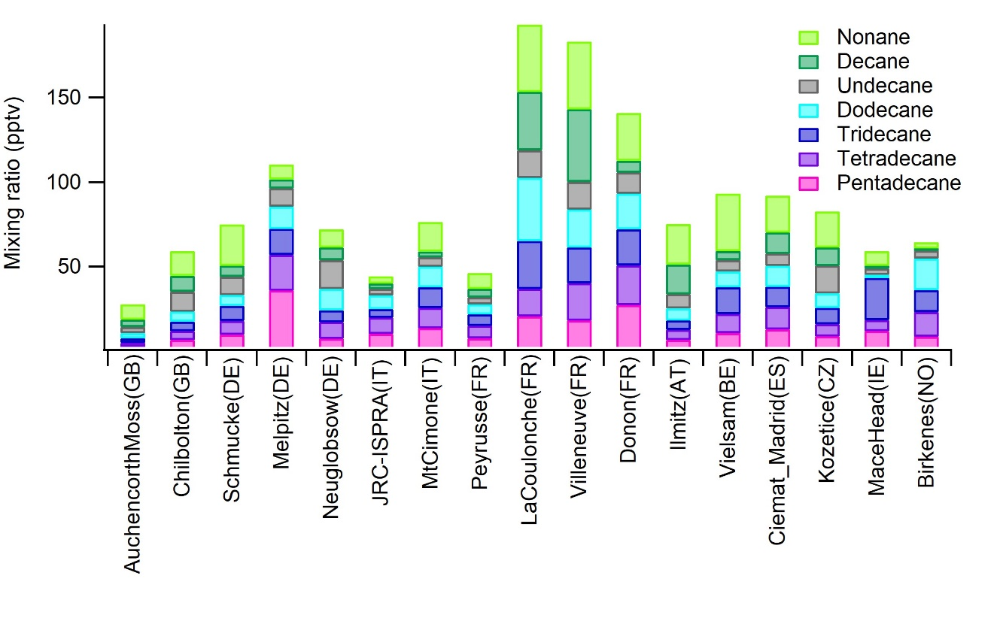 Mixing ratio (pptv)
150
100
50
Nonane
Decane
Undecane
Dodecane
Tridecane
Tetradecane
Pentadecane
AuchencorthMoss(GB)
Chilbolton(GB)
Schmucke(DE)
Melpitz(DE)
Neuglobsow(DE)
JRC-ISPRA(IT)
MtCimone(IT)
Peyrusse(FR)
LaCoulonche(FR)
Villeneuve(FR)
Donon(FR)
Ilmitz(AT)
Vielsam(BE)
Ciemat_Madrid(ES)
Kozetice(CZ)
MaceHead(IE)
Birkenes(NO)